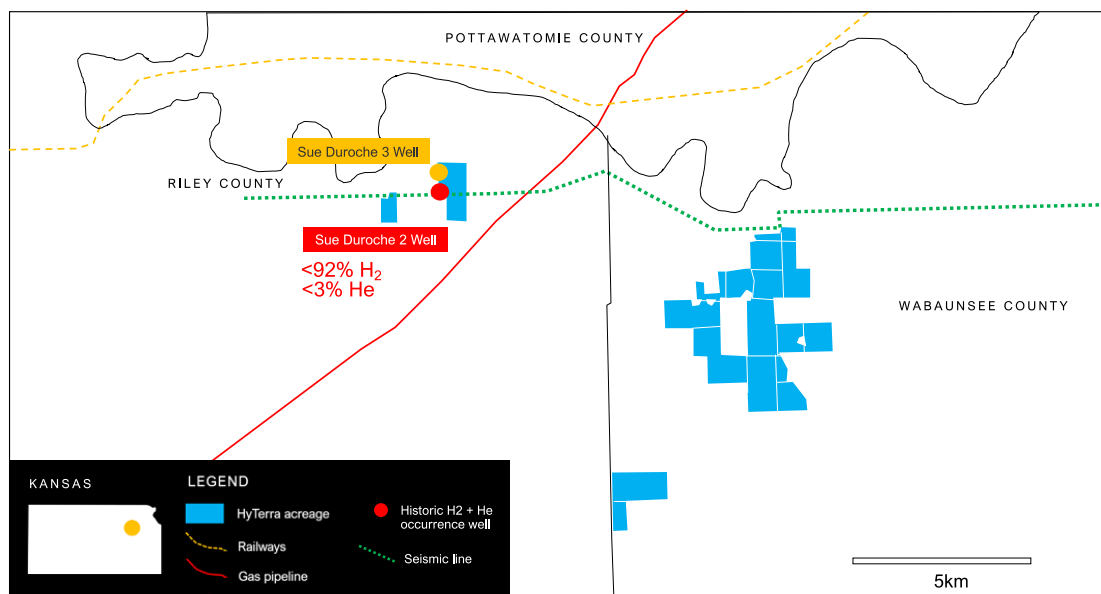 POTTAWATOMIE COUNTY
Sue Duroche 3 Well
RILEY COUNTY
Sue Duroche 2 Well
<92% H₂
<3% He
WABAUNSEE COUNTY
KANSAS
LEGEND
HyTerra acreage
Railways
Gas pipeline
Historic H2 + He
occurrence well
Seismic line
5km